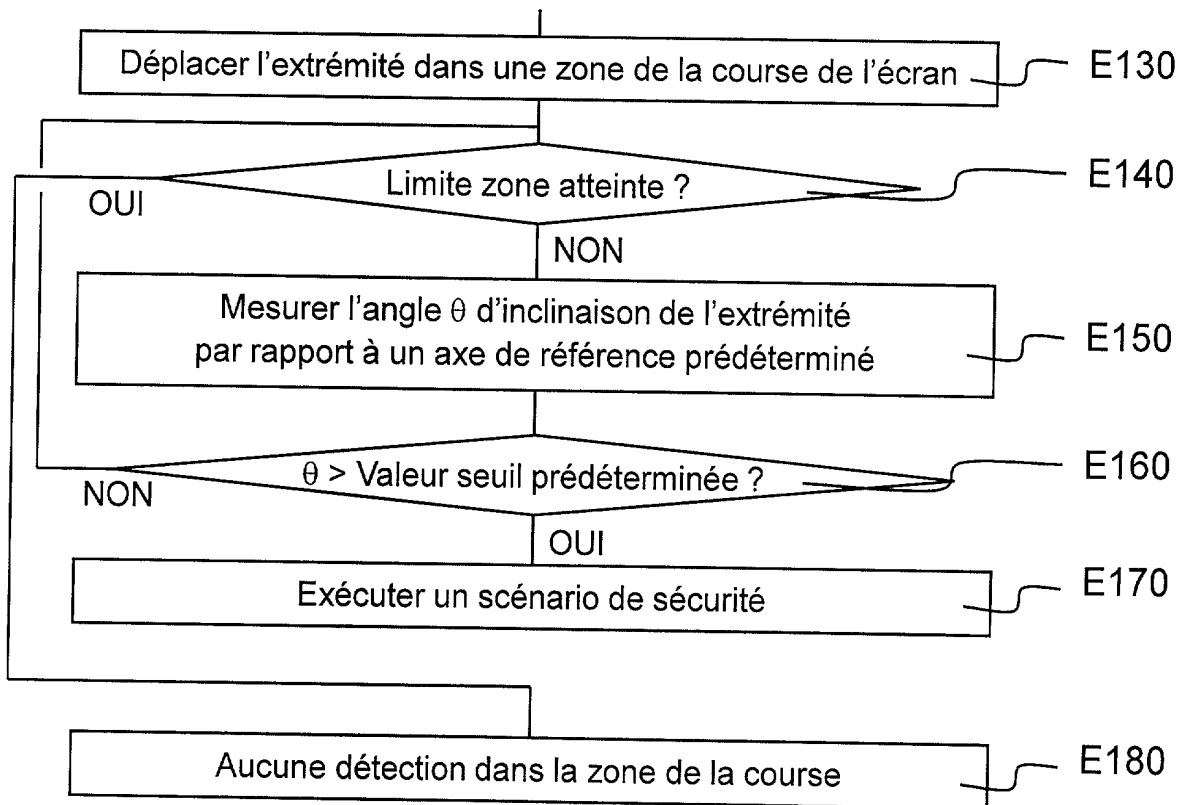 Déplacer l'extrémité dans une zone de la course de l'écran
E130
Limite zone atteinte ?
E140
OUI
NON
Mesurer l'angle θ d'inclinaison de l'extrémité
par rapport à un axe de référence prédéterminé
E150
θ > Valeur seuil prédéterminée ?
E160
NON
OUI
Exécuter un scénario de sécurité
E170
Aucune détection dans la zone de la course
E180